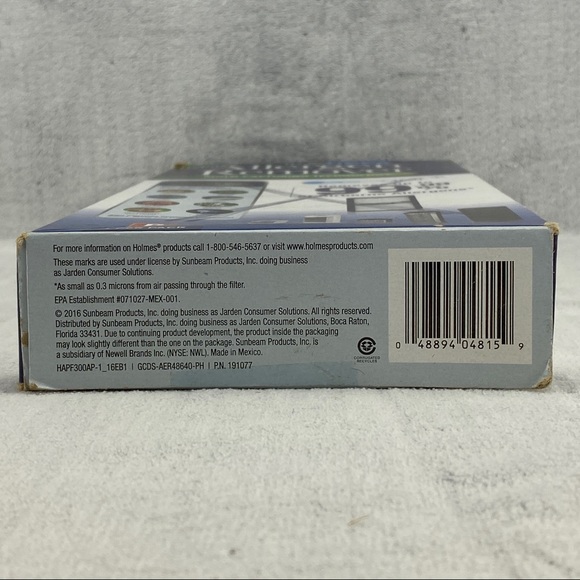 99%
For more information on Holmes® products call 1-800-546-5637 or visit www.holmesproducts.com
These marks are used under license by Sunbeam Products, Inc. doing business
as Jarden Consumer Solutions.
*As small as 0.3 microns from air passing through the filter.
EPA Establishment #071027-MEX-001.
© 2016 Sunbeam Products, Inc. doing business as Jarden Consumer Solutions. All rights reserved.
Distributed by Sunbeam Products, Inc. doing business as Jarden Consumer Solutions, Boca Raton,
Florida 33431. Due to continuing product development, the product inside the packaging
may look slightly different than the one on the package. Sunbeam Products, Inc. is
a subsidiary of Newell Brands Inc. (NYSE: NWL). Made in Mexico.
HAPF300AP-1_16EB1 | GCDS-AER48640-PH | P.N. 191077
CORRUGATED
RECYCLES
0 48894 04815 9